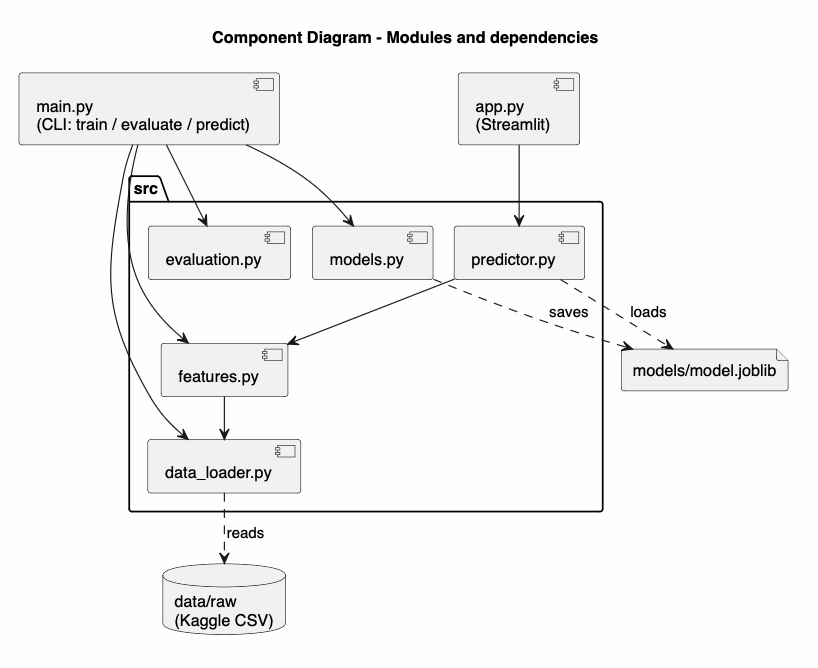 Component Diagram - Modules and dependencies
main.py
(CLI: train / evaluate / predict)
app.py
(Streamlit)
src
evaluation.py
models.py
predictor.py
saves
loads
features.py
models/model.joblib
data_loader.py
reads
data/raw
(Kaggle CSV)